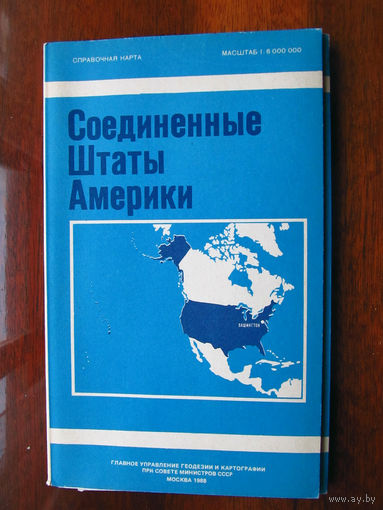 СПРАВОЧНАЯ КАРТА
МАСШТАБ 1:6 000 000
Соединенные
Штаты
Америки
ВАШИНГТОН
ГЛАВНОЕ УПРАВЛЕНИЕ ГЕОДЕЗИИ И КАРТОГРАФИИ
ПРИ СОВЕТЕ МИНИСТРОВ СССР
МОСКВА 1988
www.ay.by